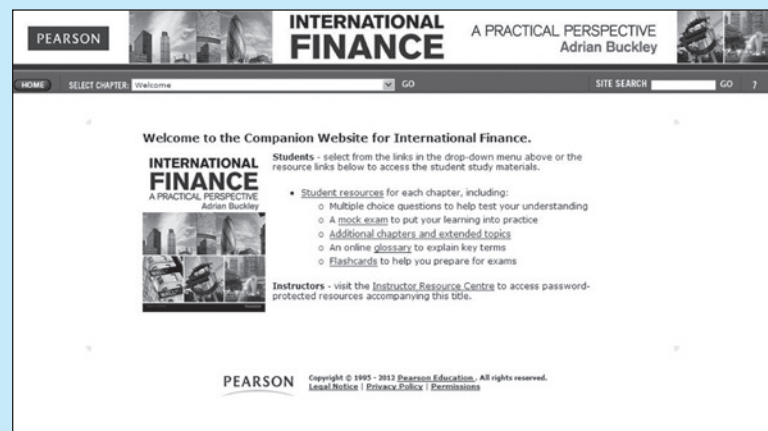 PEARSON
INTERNATIONAL
FINANCE
A PRACTICAL PERSPECTIVE
Adrian Buckley
HOME
SELECT CHAPTER: Welcome
GO
SITE SEARCH
GO
?
Welcome to the Companion Website for International Finance.
INTERNATIONAL
FINANCE
A PRACTICAL PERSPECTIVE
Adrian Buckley
Students - select from the links in the drop-down menu above or the
resource links below to access the student study materials.
• Student resources for each chapter, including:
o Multiple choice questions to help test your understanding
o A mock exam to put your learning into practice
o Additional chapters and extended topics
o An online glossary to explain key terms
o Flashcards to help you prepare for exams
Instructors - visit the Instructor Resource Centre to access password-
protected resources accompanying this title.
PEARSON
Copyright © 1995 - 2012 Pearson Education . All rights reserved.
Legal Notice | Privacy Policy | Permissions